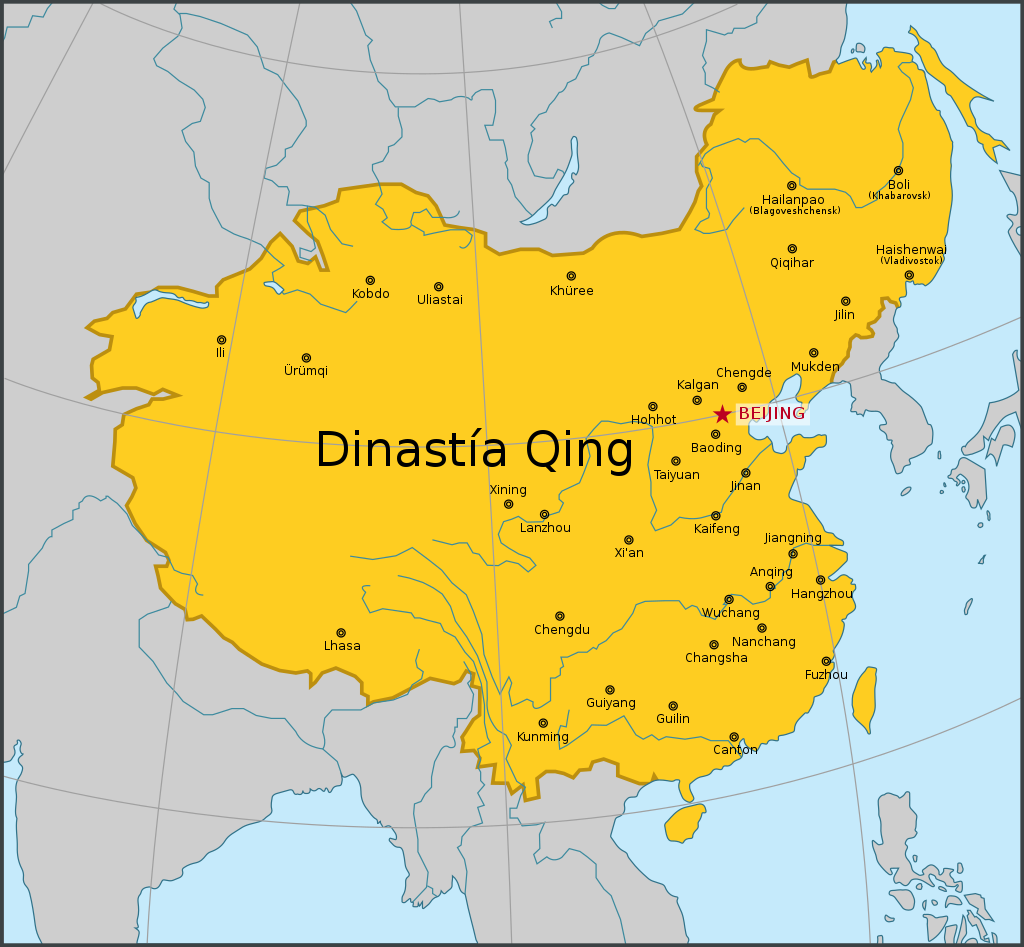 Boli
(Khabarovsk)
Hailanpao
(Blagoveshchensk)
Haishenwai
(Vladivostok)
Qiqihar
Kobdo
Uliastai
Khüree
Jilin
Ili
Ürümqi
Mukden
Chengde
Kalgan
Hohhot
BEIJING
Baoding
Dinastía Qing
Taiyuan
Jinan
Xining
Lanzhou
Kaifeng
Xi'an
Jiangning
Anqing
Hangzhou
Wuchang
Chengdu
Nanchang
Lhasa
Changsha
Fuzhou
Guiyang
Guilin
Kunming
Canton